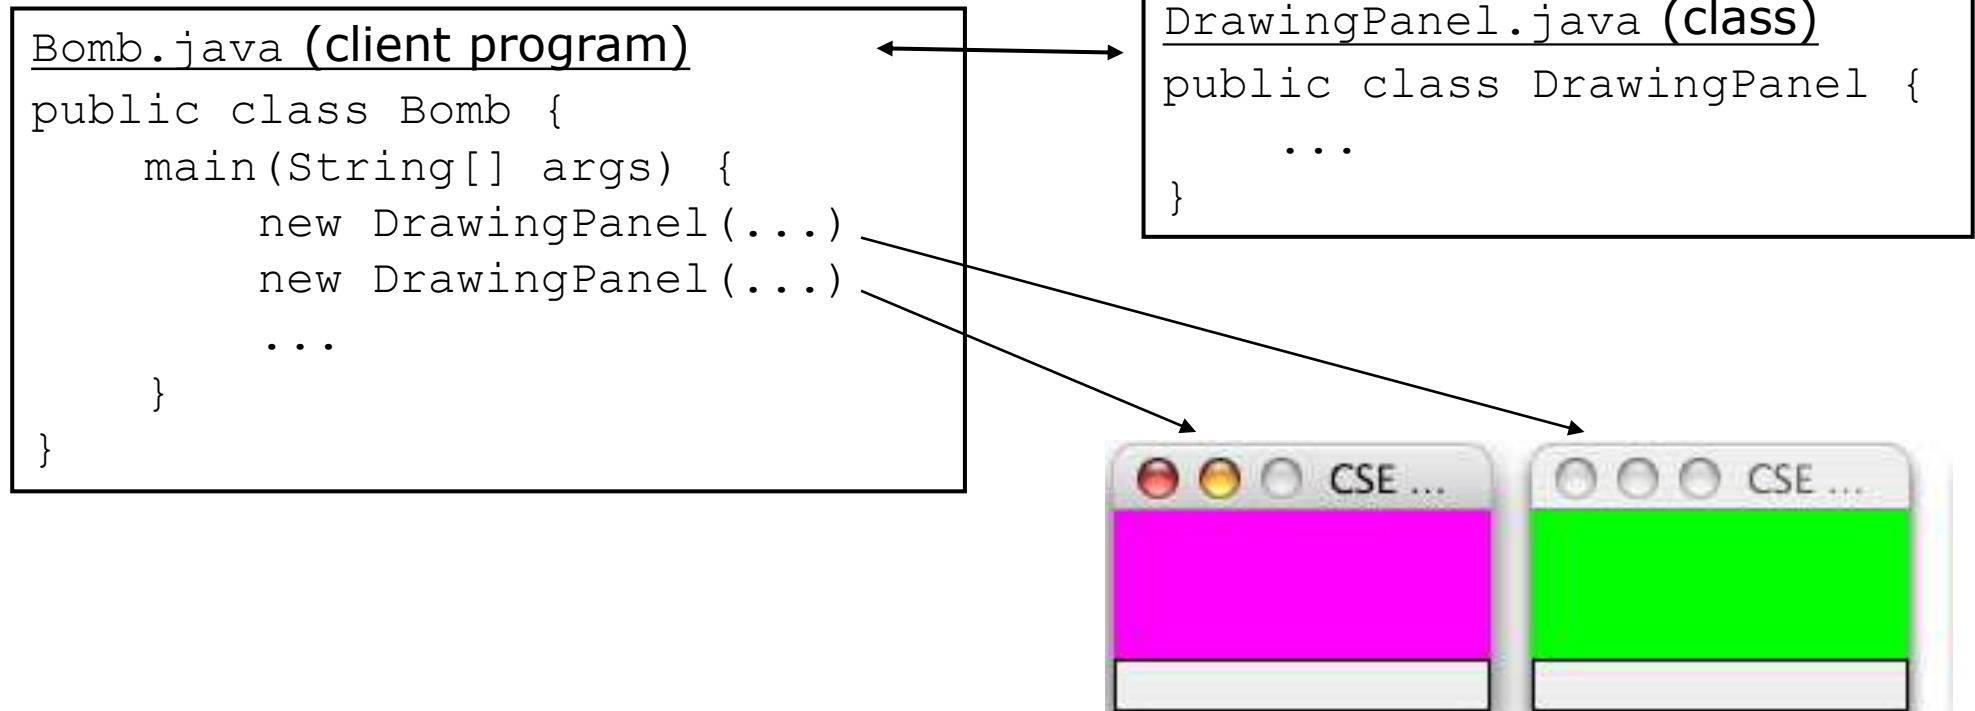 Bomb.java (client program)
public class Bomb {
main(String[] args) {
new DrawingPanel(...)
new DrawingPanel(...)
...
}
}
DrawingPanel.java (class)
public class DrawingPanel {
...
}
CSE ...
CSE ...